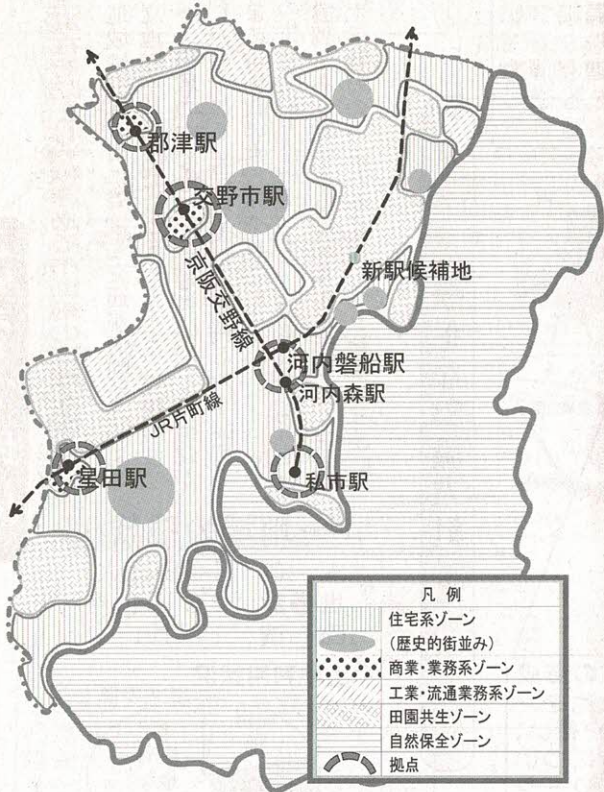 郡津駅
交野市駅
京阪交野線
新駅候補地
河内磐船駅
河内森駅
JR片町線
星田駅
私市駅
凡例
住宅系ゾーン
(歴史的街並み)
商業・業務系ゾーン
工業・流通業務系ゾーン
田園共生ゾーン
自然保全ゾーン
拠点